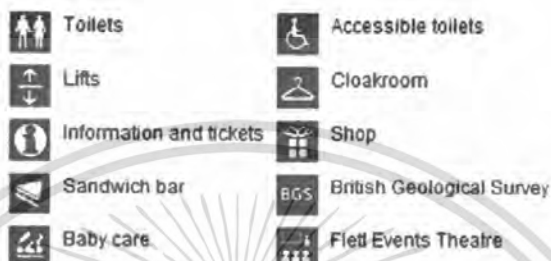 Toilets
Accessible toilets
Lifts
Cloakroom
Information and tickets
Shop
Sandwich bar
BGS British Geological Survey
Baby care
Flett Events Theatre